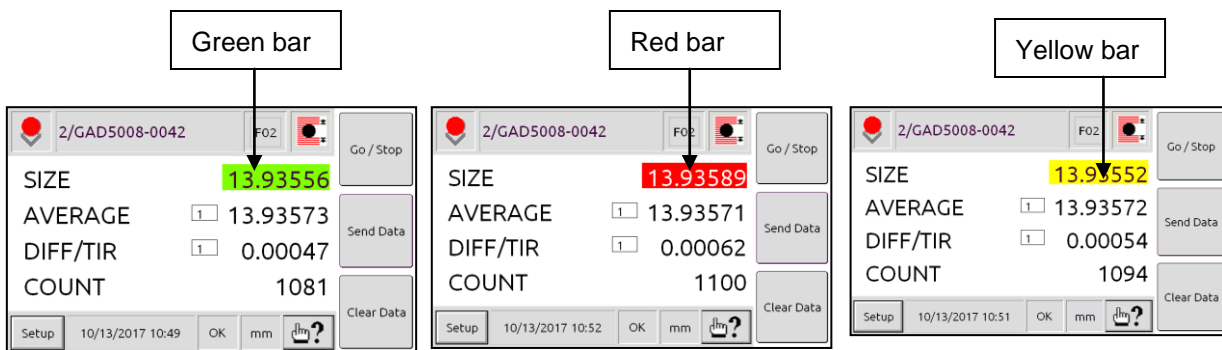 Green bar
Red bar
Yellow bar
2/GAD5008-0042 F02
Go / Stop
SIZE 13.93556
AVERAGE 1 13.93573
Send Data
DIFF/TIR 1 0.00047
COUNT 1081
Clear Data
Setup 10/13/2017 10:49 OK mm ?
2/GAD5008-0042 F02
Go / Stop
SIZE 13.93589
AVERAGE 1 13.93571
Send Data
DIFF/TIR 1 0.00062
COUNT 1100
Clear Data
Setup 10/13/2017 10:52 OK mm ?
2/GAD5008-0042 F02
Go / Stop
SIZE 13.93552
AVERAGE 1 13.93572
Send Data
DIFF/TIR 1 0.00054
COUNT 1094
Clear Data
Setup 10/13/2017 10:51 OK mm ?